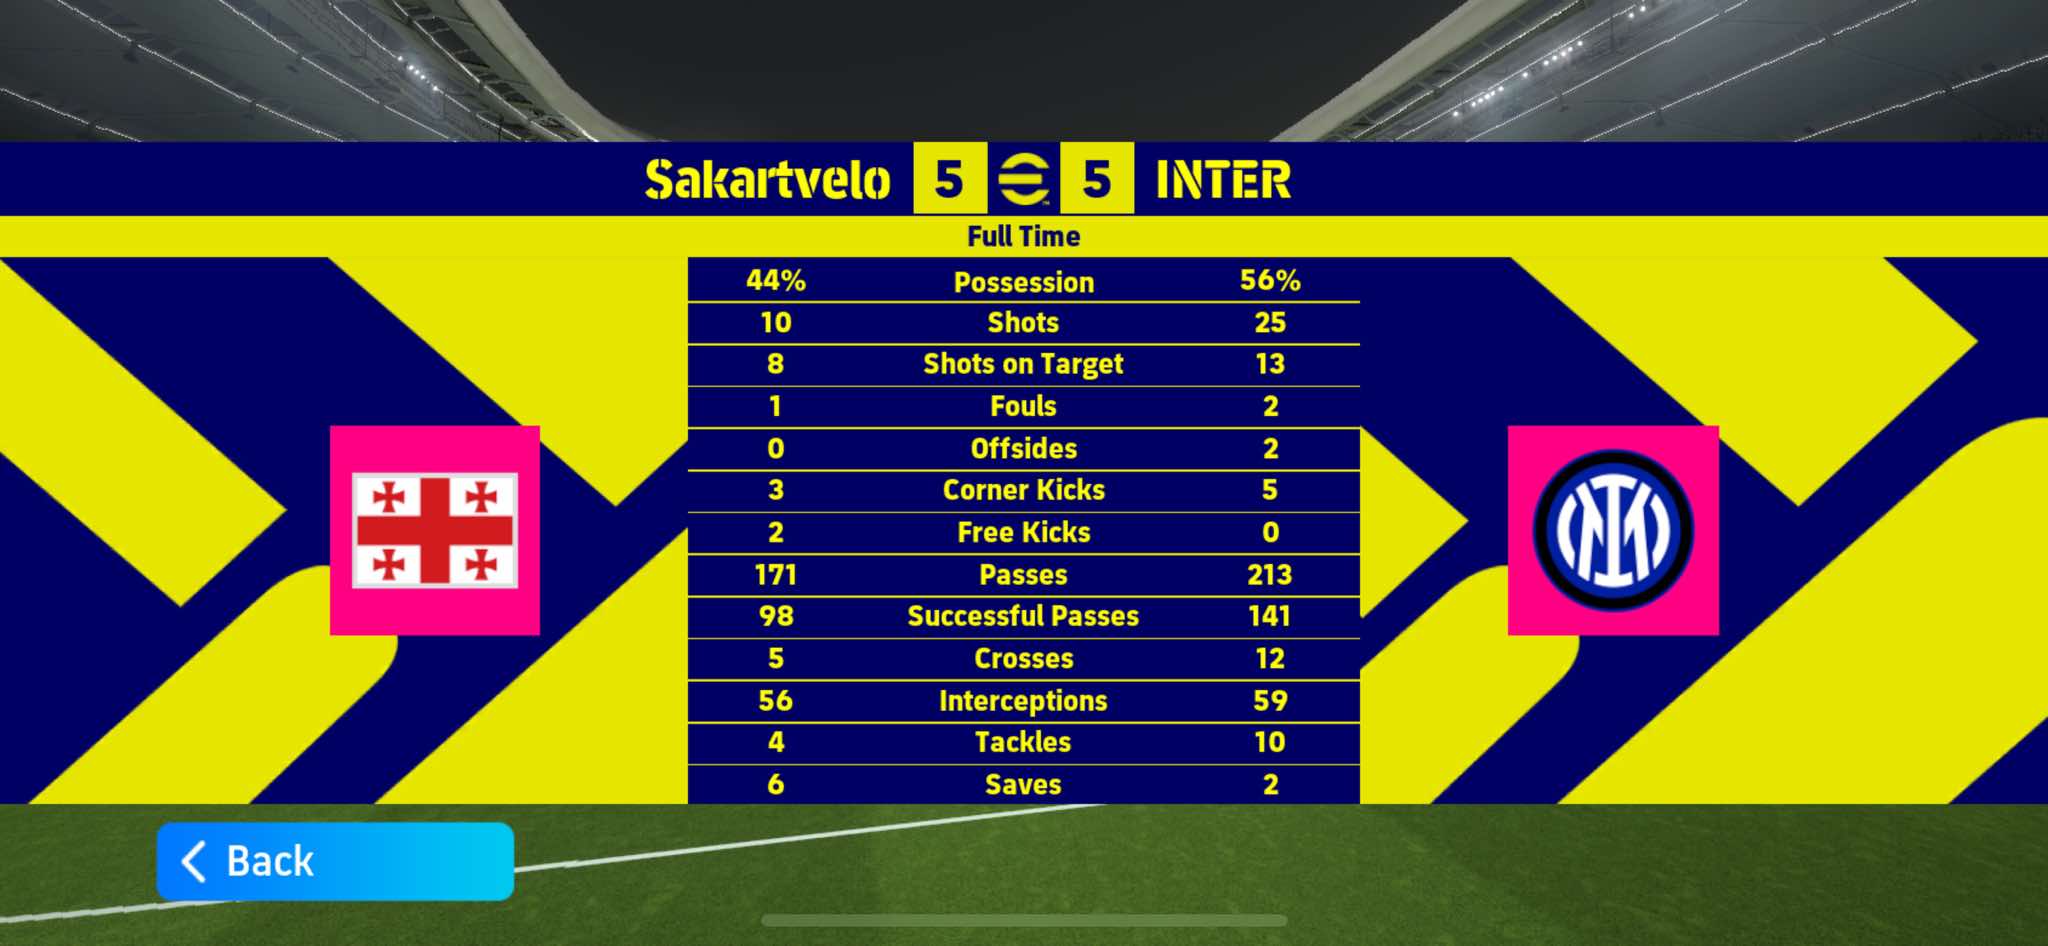 Sakartvelo 5 5 INTER
Full Time
44% Possession 56%
10 Shots 25
8 Shots on Target 13
1 Fouls 2
0 Offsides 2
3 Corner Kicks 5
2 Free Kicks 0
171 Passes 213
98 Successful Passes 141
5 Crosses 12
56 Interceptions 59
4 Tackles 10
6 Saves 2
Back